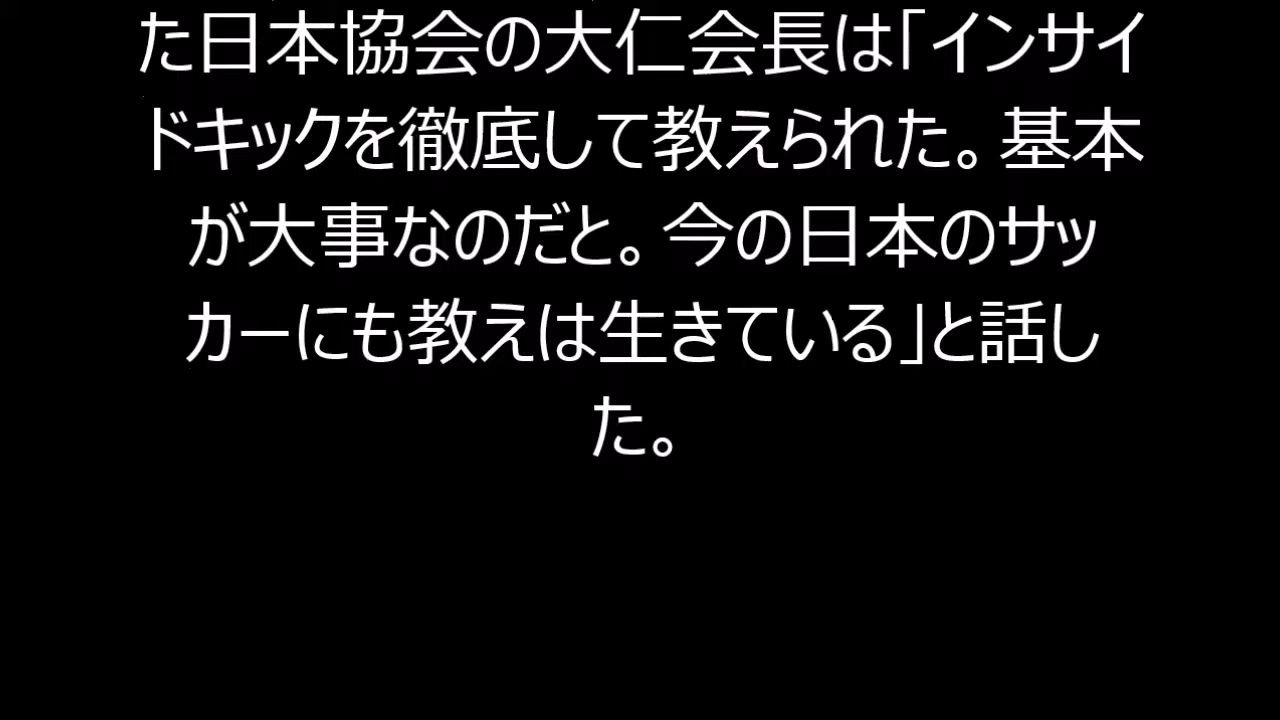 た日本協会の大仁会長は「インサイ
ドキックを徹底して教えられた。基本
が大事なのだと。今の日本のサッ
カーにも教えは生きている」と話し
た。